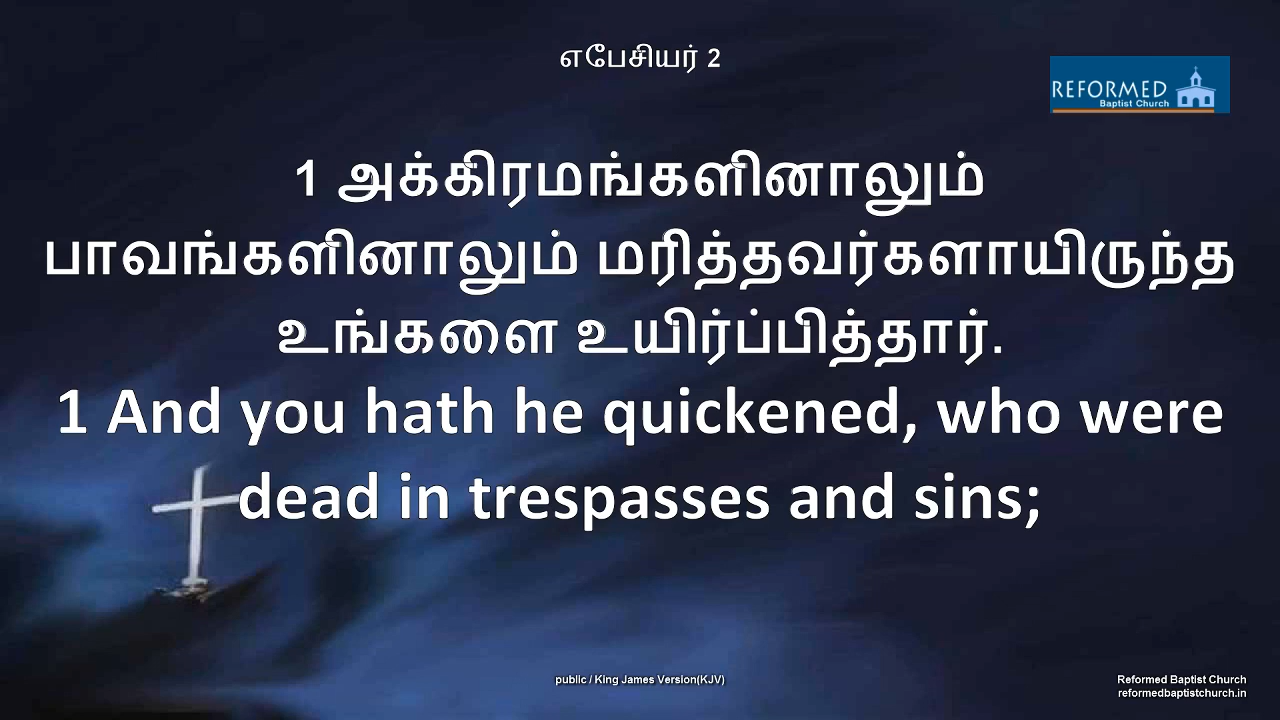 எபேசியர் 2
REFORMED
Baptist Church
1 அக்கிரமங்களினாலும்
பாவங்களினாலும் மரித்தவர்களாயிருந்த
உங்களை உயிர்ப்பித்தார்.
1 And you hath he quickened, who were
dead in trespasses and sins;
public / King James Version(KJV)
Reformed Baptist Church
reformedbaptistchurch.in